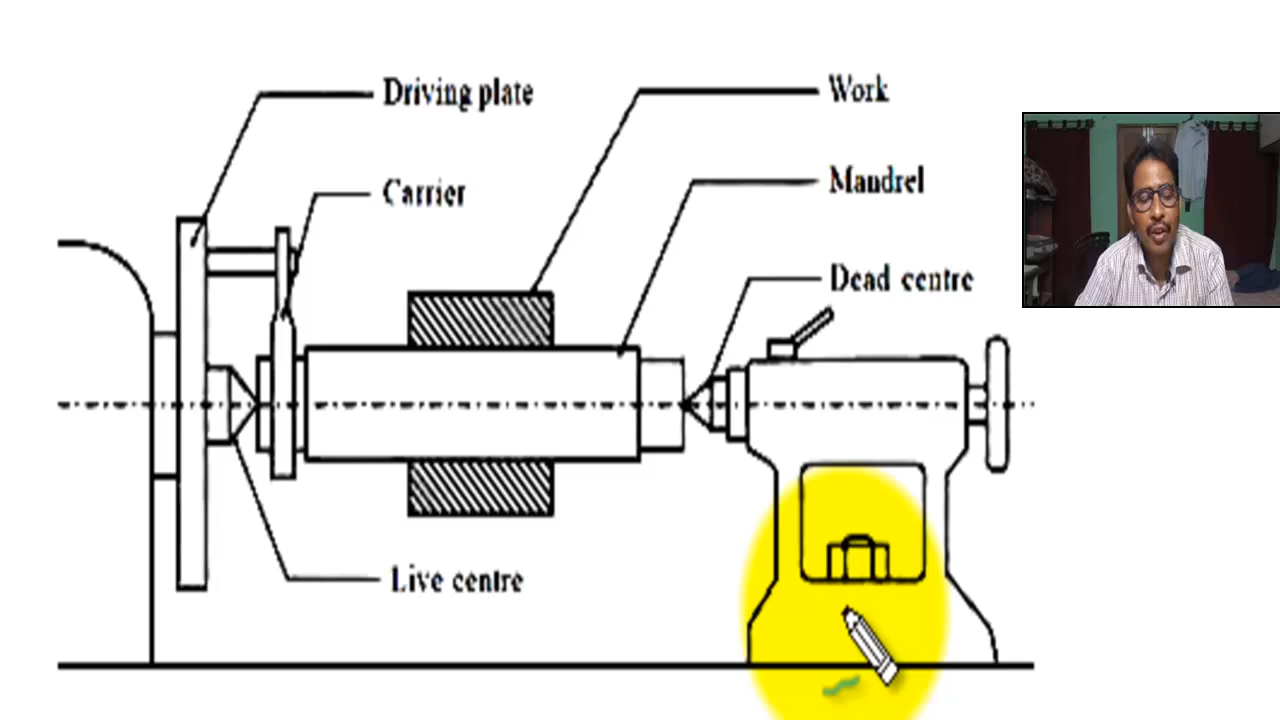 Driving plate
Work
Carrier
Mandrel
Dead centre
Live centre